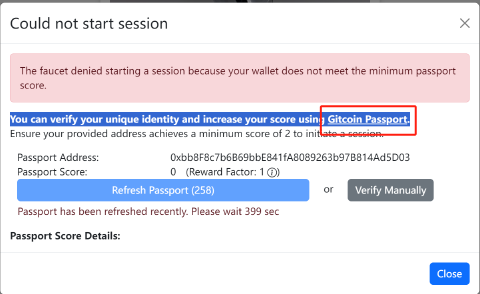 Could not start session
The faucet denied starting a session because your wallet does not meet the minimum passport
score.
You can verify your unique identity and increase your score using Gitcoin Passport.
Ensure your provided address achieves a minimum score of 2 to initiate a session.
Passport Address: 0xbb8F8c7b6B69bbE841fA8089263b97B814Ad5D03
Passport Score: 0 (Reward Factor: 1)
Refresh Passport (258) or Verify Manually
Passport has been refreshed recently. Please wait 399 sec
Passport Score Details:
Close